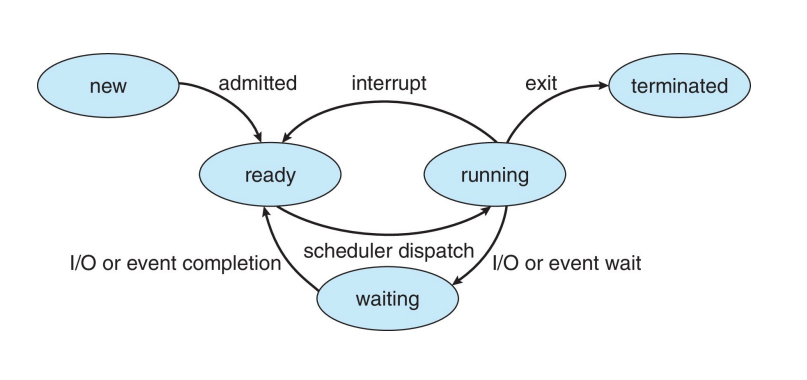 new
admitted
interrupt
exit
terminated
ready
running
scheduler dispatch
I/O or event completion
I/O or event wait
waiting